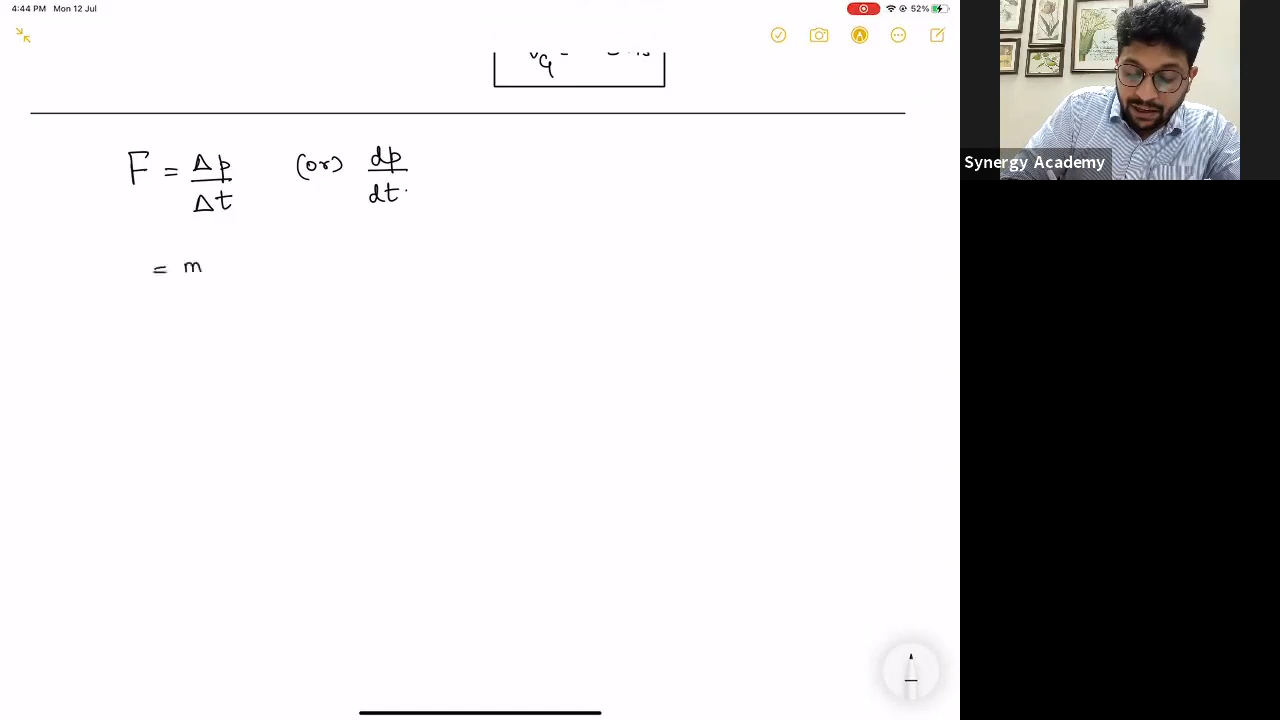 4:44 PM Mon 12 Jul
52%
F = Δp/Δt (or) dp/dt
= m
Synergy Academy